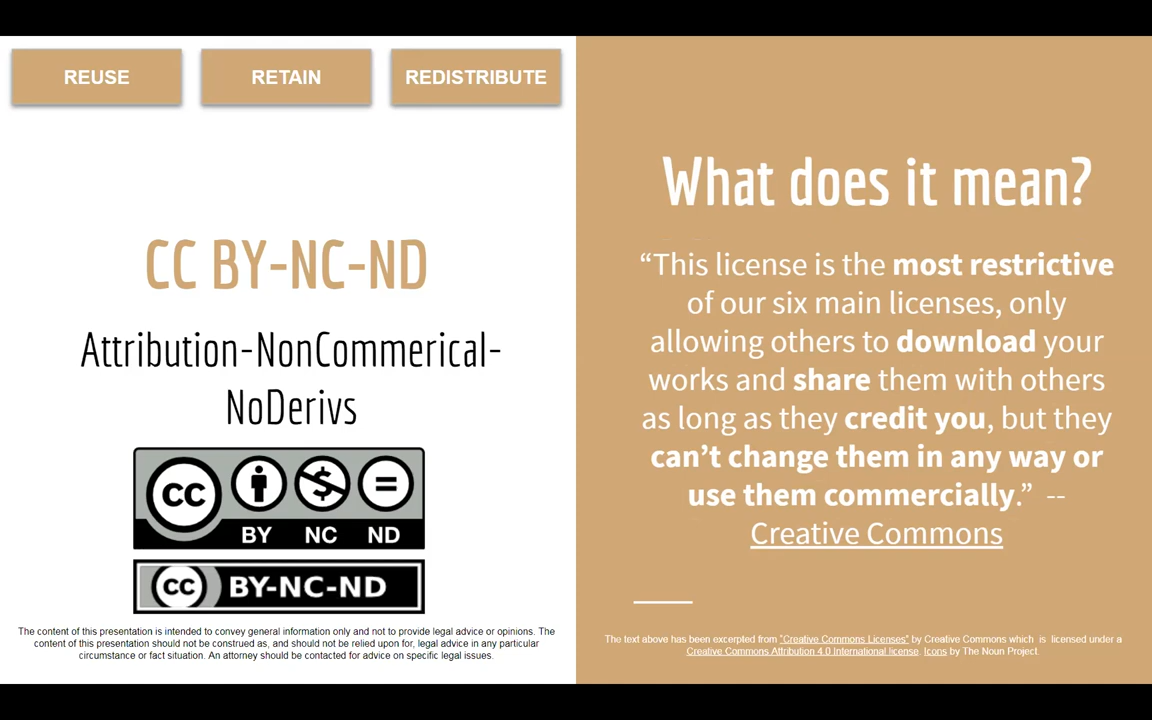 REUSE
RETAIN
REDISTRIBUTE
CC BY-NC-ND
Attribution-NonCommerical-
NoDerivs
cc
BY NC ND
cc BY-NC-ND
The content of this presentation is intended to convey general information only and not to provide legal advice or opinions. The
content of this presentation should not be construed as, and should not be relied upon for, legal advice in any particular
circumstance or fact situation. An attorney should be contacted for advice on specific legal issues.
What does it mean?
“This license is the most restrictive
of our six main licenses, only
allowing others to download your
works and share them with others
as long as they credit you, but they
can’t change them in any way or
use them commercially.” --
Creative Commons
The text above has been excerpted from "Creative Commons Licenses" by Creative Commons which is licensed under a
Creative Commons Attribution 4.0 International license. Icons by The Noun Project.